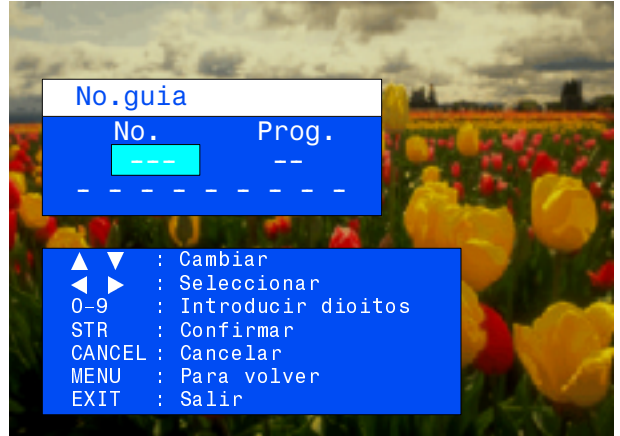 No.guia
No. Prog.
--- --
- - - - - - - - -
▲ ▼ : Cambiar
◀ ▶ : Seleccionar
0-9 : Introducir dioitos
STR : Confirmar
CANCEL : Cancelar
MENU : Para volver
EXIT : Salir